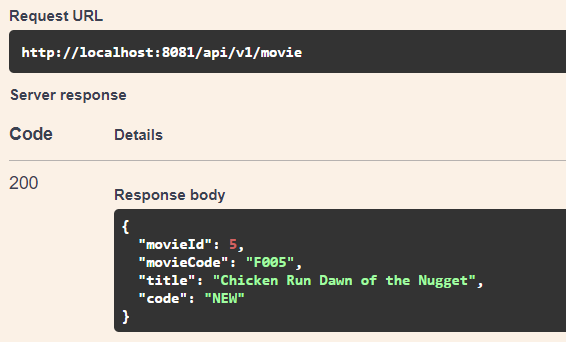 Request URL
http://localhost:8081/api/v1/movie
Server response
Code Details
200
Response body
{
  "movieId": 5,
  "movieCode": "F005",
  "title": "Chicken Run Dawn of the Nugget",
  "code": "NEW"
}